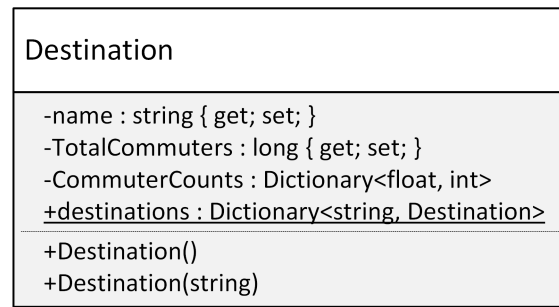 Destination
-name : string { get; set; }
-TotalCommuters : long { get; set; }
-CommuterCounts : Dictionary<float, int>
+destinations : Dictionary<string, Destination>
+Destination()
+Destination(string)